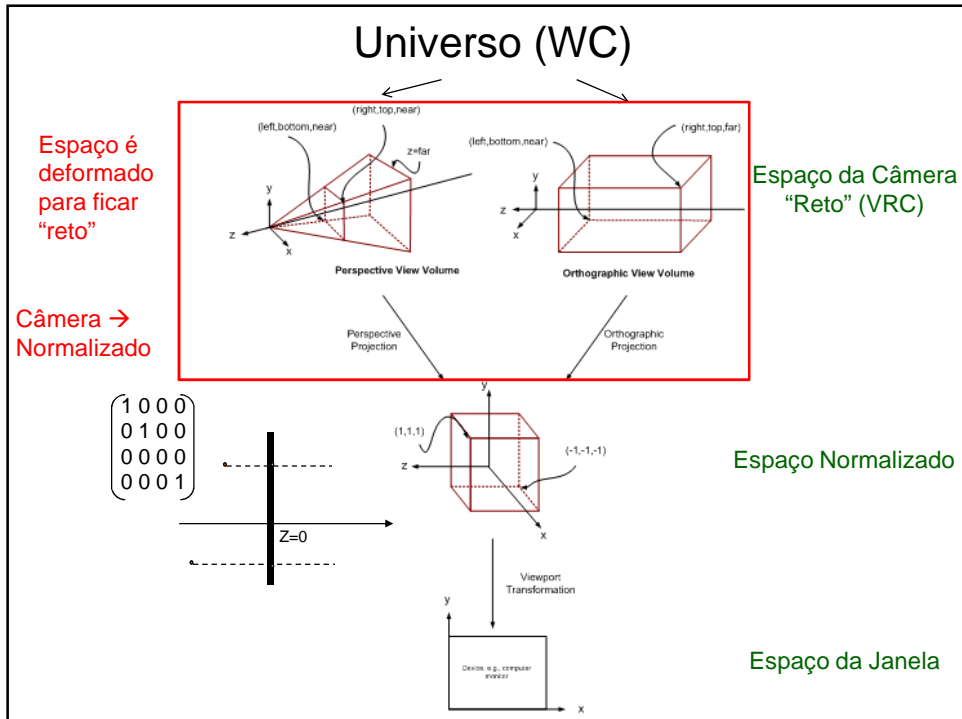 Universo (WC)
Espaço é
deformado
para ficar
“reto”
(right,top,near)
(left,bottom,near)
z=far
y
z
x
Perspective View Volume
(right,top,far)
(left,bottom,near)
y
z
x
Orthographic View Volume
Espaço da Câmera
“Reto” (VRC)
Câmera →
Normalizado
Perspective
Projection
Orthographic
Projection
1 0 0 0
0 1 0 0
0 0 0 0
0 0 0 1
Z=0
y
(1,1,1)
(-1,-1,-1)
z
x
Espaço Normalizado
Viewport
Transformation
y
Device, e.g., computer
monitor
x
Espaço da Janela